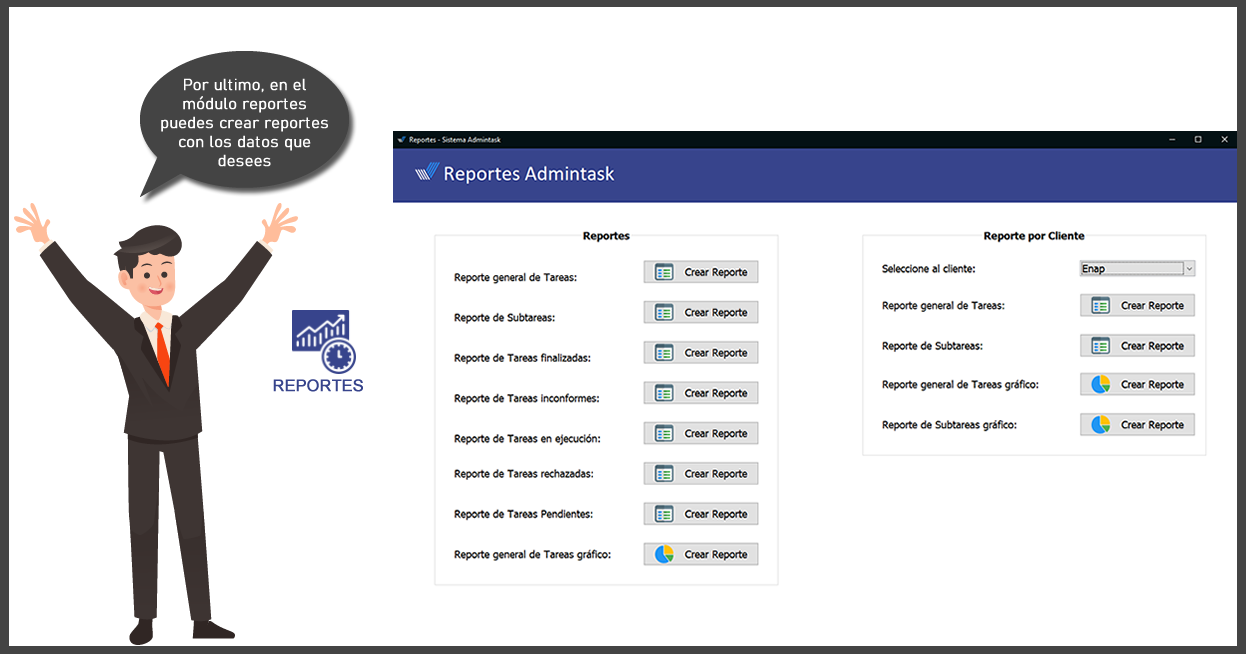 Por ultimo, en el
módulo reportes
puedes crear reportes
con los datos que
desees
REPORTES
Reportes - Sistema Admintask
Reportes Admintask
Reportes
Reporte general de Tareas: Crear Reporte
Reporte de Subtareas: Crear Reporte
Reporte de Tareas finalizadas: Crear Reporte
Reporte de Tareas inconformes: Crear Reporte
Reporte de Tareas en ejecución: Crear Reporte
Reporte de Tareas rechazadas: Crear Reporte
Reporte de Tareas Pendientes: Crear Reporte
Reporte general de Tareas gráfico: Crear Reporte
Reporte por Cliente
Seleccione al cliente: Enap
Reporte general de Tareas: Crear Reporte
Reporte de Subtareas: Crear Reporte
Reporte general de Tareas gráfico: Crear Reporte
Reporte de Subtareas gráfico: Crear Reporte